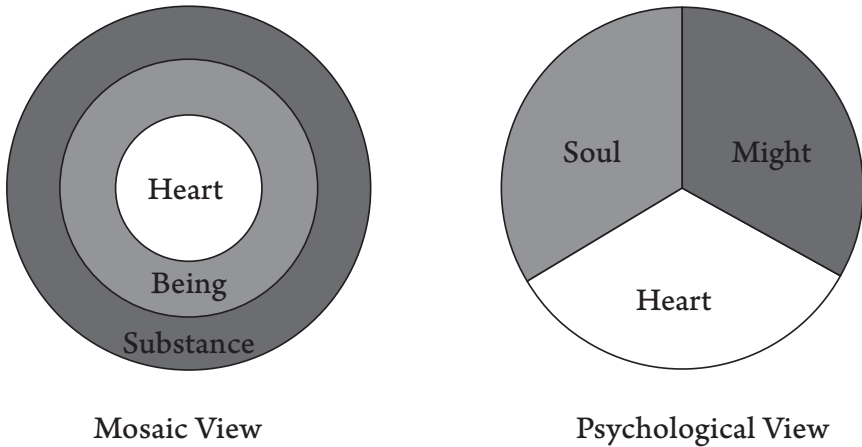 Heart
Being
Substance
Mosaic View
Soul
Might
Heart
Psychological View